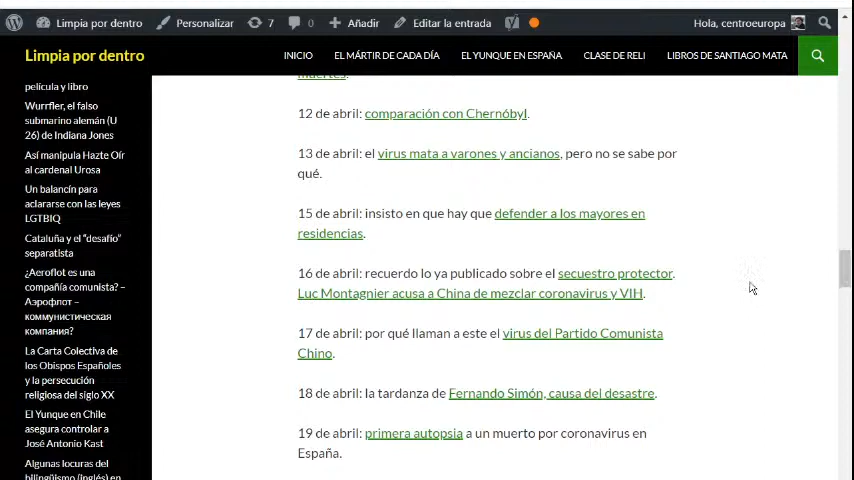 Limpia por dentro Personalizar 7 0 Añadir Editar la entrada Hola, centroeuropa
Limpia por dentro
INICIO EL MÁRTIR DE CADA DÍA EL YUNQUE EN ESPAÑA CLASE DE RELI LIBROS DE SANTIAGO MATA
película y libro
Wurrfler, el falso
submarino alemán (U
26) de Indiana Jones
Así manipula Hazte Oír
al cardenal Urosa
Un balancín para
aclararse con las leyes
LGTBIQ
Cataluña y el "desafío"
separatista
¿Aeroflot es una
compañía comunista? –
Аэрофлот –
коммунистическая
компания?
La Carta Colectiva de
los Obispos Españoles
y la persecución
religiosa del siglo XX
El Yunque en Chile
asegura controlar a
José Antonio Kast
Algunas locuras del
bilingüismo (inglés) en
muertes.
12 de abril: comparación con Chernóbyl.
13 de abril: el virus mata a varones y ancianos, pero no se sabe por
qué.
15 de abril: insisto en que hay que defender a los mayores en
residencias.
16 de abril: recuerdo lo ya publicado sobre el secuestro protector.
Luc Montagnier acusa a China de mezclar coronavirus y VIH.
17 de abril: por qué llaman a este el virus del Partido Comunista
Chino.
18 de abril: la tardanza de Fernando Simón, causa del desastre.
19 de abril: primera autopsia a un muerto por coronavirus en
España.